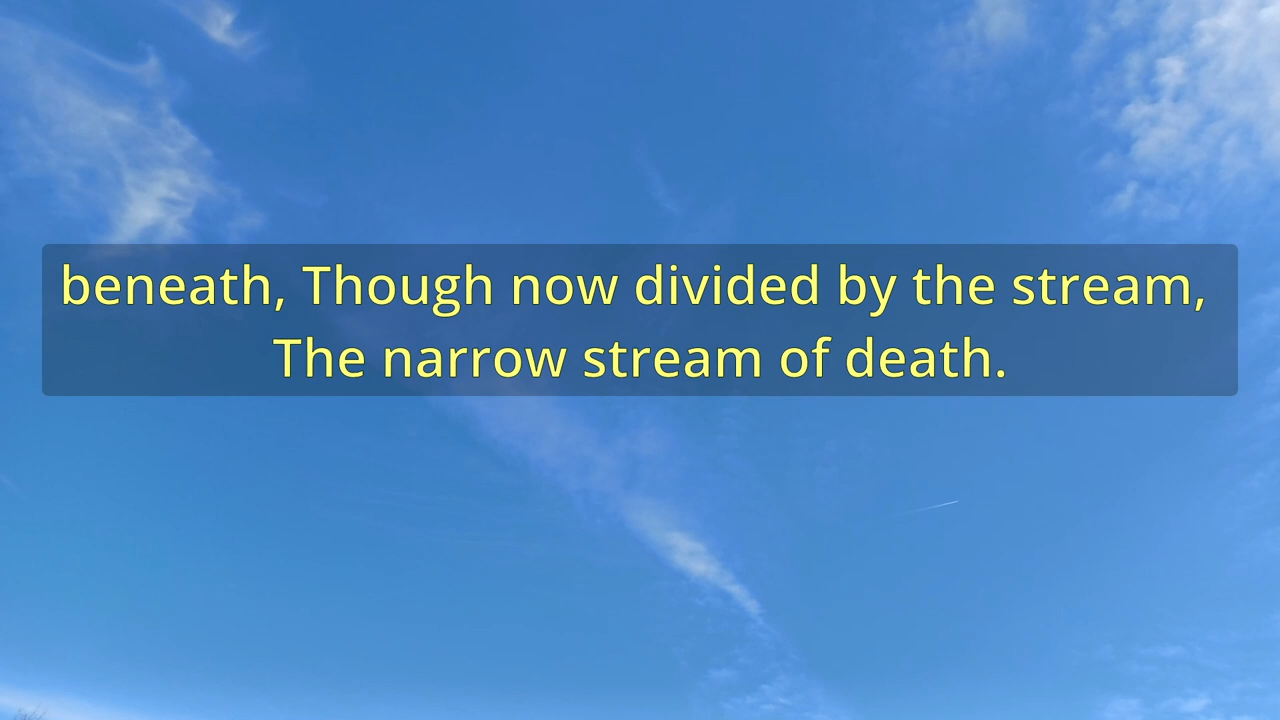 beneath, Though now divided by the stream,
The narrow stream of death.